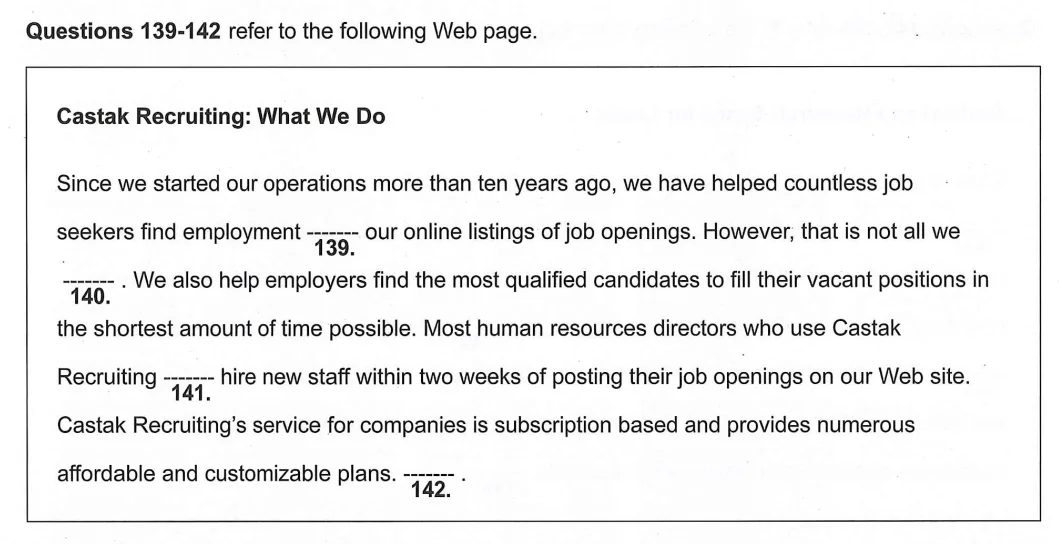 Questions 139-142 refer to the following Web page.
Castak Recruiting: What We Do
Since we started our operations more than ten years ago, we have helped countless job
seekers find employment ------- our online listings of job openings. However, that is not all we
139.
------- . We also help employers find the most qualified candidates to fill their vacant positions in
140.
the shortest amount of time possible. Most human resources directors who use Castak
Recruiting ------- hire new staff within two weeks of posting their job openings on our Web site.
141.
Castak Recruiting's service for companies is subscription based and provides numerous
affordable and customizable plans. ------- .
142.